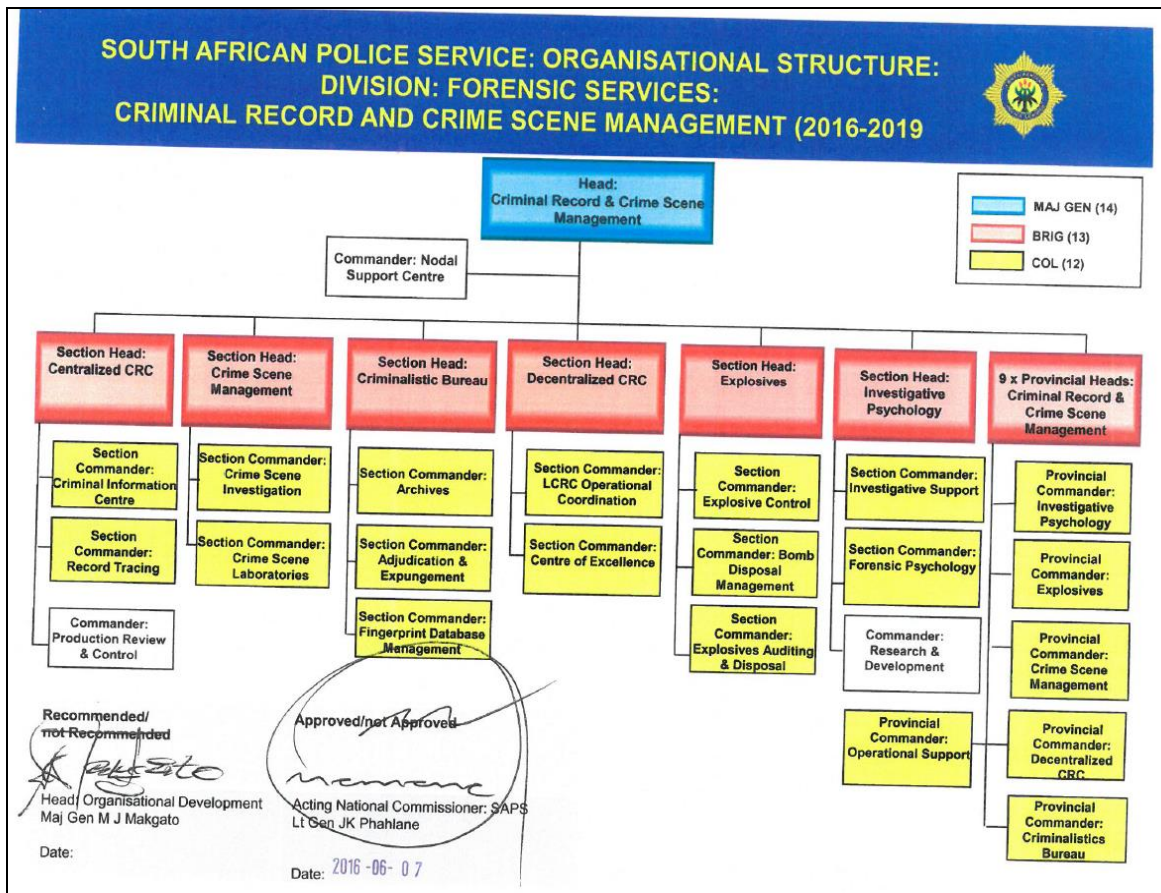 SOUTH AFRICAN POLICE SERVICE: ORGANISATIONAL STRUCTURE:
DIVISION: FORENSIC SERVICES:
CRIMINAL RECORD AND CRIME SCENE MANAGEMENT (2016-2019
Head:
Criminal Record & Crime Scene
Management
MAJ GEN (14)
BRIG (13)
COL (12)
Commander: Nodal
Support Centre
Section Head:
Centralized CRC
Section Head:
Crime Scene
Management
Section Head:
Criminalistic Bureau
Section Head:
Decentralized CRC
Section Head:
Explosives
Section Head:
Investigative
Psychology
9 x Provincial Heads:
Criminal Record &
Crime Scene
Management
Section
Commander:
Criminal Information
Centre
Section
Commander:
Record Tracing
Commander:
Production Review
& Control
Section Commander:
Crime Scene
Investigation
Section Commander:
Crime Scene
Laboratories
Section Commander:
Archives
Section Commander:
Adjudication &
Expungement
Section Commander:
Fingerprint Database
Management
Section Commander:
LCRC Operational
Coordination
Section Commander:
Centre of Excellence
Section
Commander:
Explosive Control
Section
Commander: Bomb
Disposal
Management
Section
Commander:
Explosives Auditing
& Disposal
Section Commander:
Investigative Support
Section Commander:
Forensic Psychology
Commander:
Research &
Development
Provincial
Commander:
Operational Support
Provincial
Commander:
Investigative
Psychology
Provincial
Commander:
Explosives
Provincial
Commander:
Crime Scene
Management
Provincial
Commander:
Decentralized
CRC
Provincial
Commander:
Criminalistics
Bureau
Recommended/
not Recommended
Head: Organisational Development
Maj Gen M J Makgato
Date:
Approved/not Approved
Acting National Commissioner: SAPS
Lt Gen JK Phahlane
Date: 2016-06-07